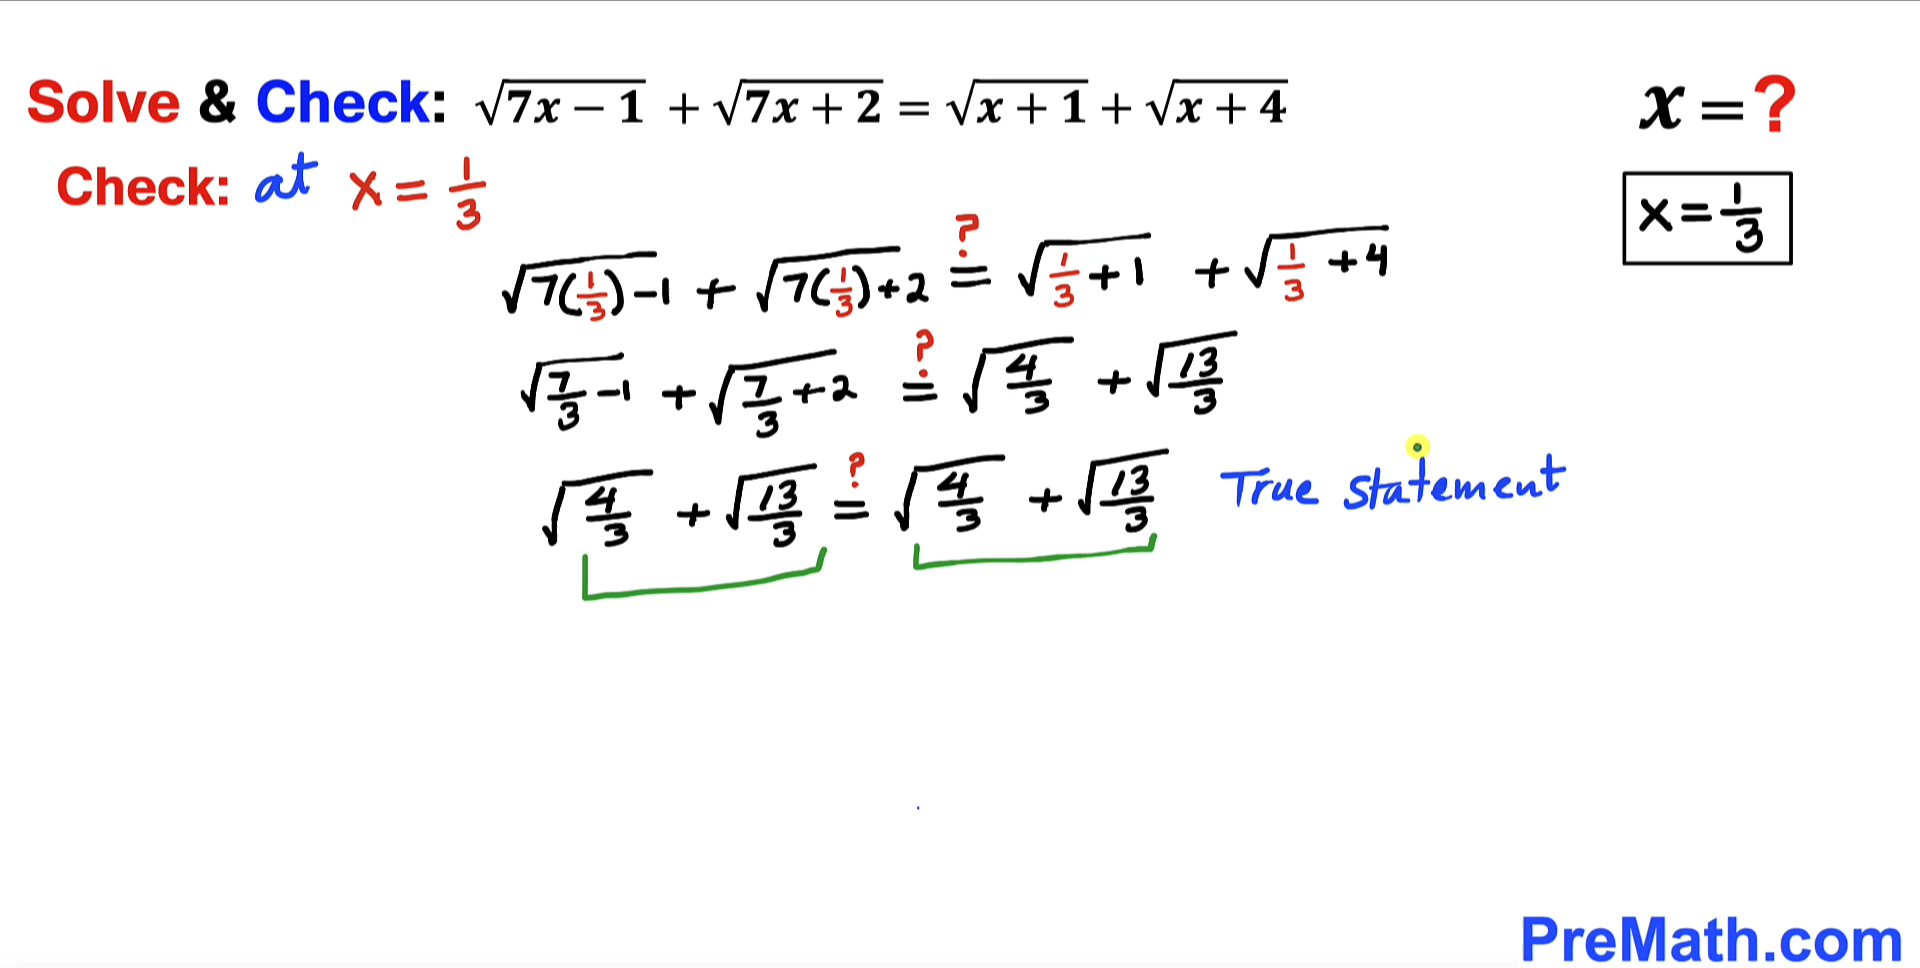 Solve & Check: √(7x − 1) + √(7x + 2) = √(x + 1) + √(x + 4)
x = ?
Check: at x = 1/3
x = 1/3
√(7(1/3) − 1) + √(7(1/3) + 2) ?= √(1/3 + 1) + √(1/3 + 4)
√(7/3 − 1) + √(7/3 + 2) ?= √(4/3) + √(13/3)
√(4/3) + √(13/3) ?= √(4/3) + √(13/3) True statement
PreMath.com